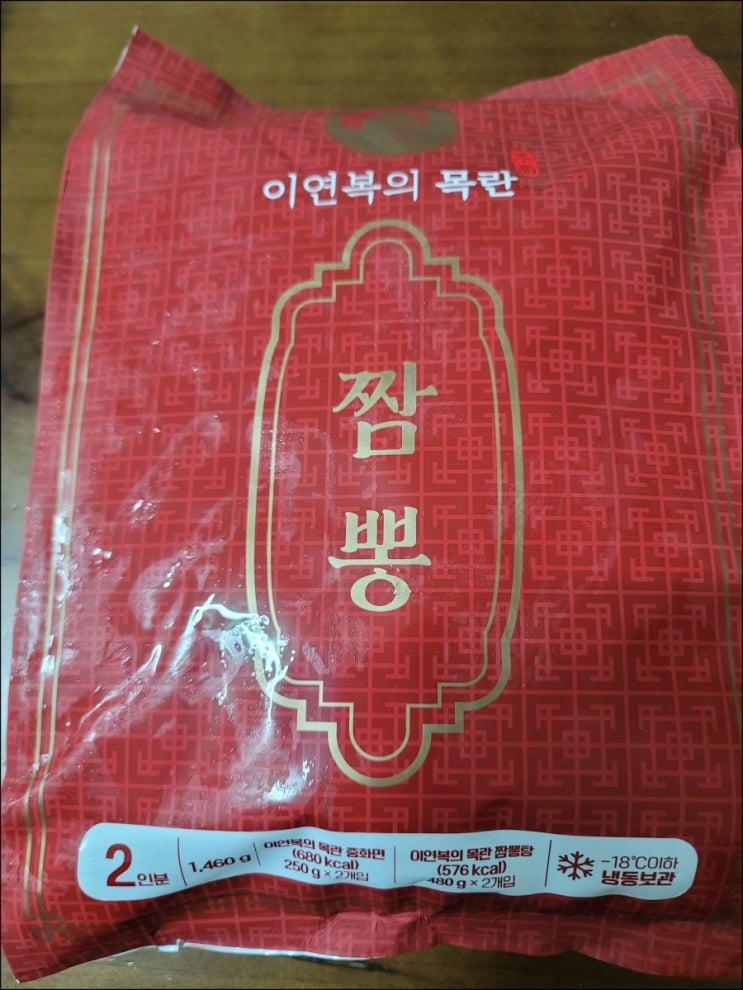 이연복의 목란
짬
뽕
2인분
1,460 g
이연복의 목란 중화면
(680 kcal)
250 g × 2개입
이연복의 목란 짬뽕탕
(576 kcal)
480 g × 2개입
-18℃이하
냉동보관